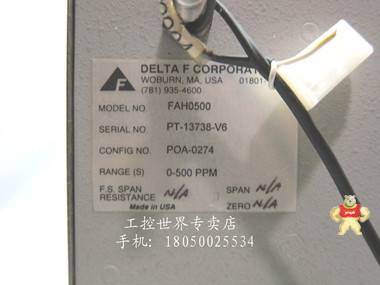 DELTA F CORPORAT
WOBURN, MA, USA 01801-
(781) 935-4600
MODEL NO. FAH0500
SERIAL NO. PT-13738-V6
CONFIG NO. POA-0274
RANGE (S) 0-500 PPM
F.S. SPAN RESISTANCE N/A SPAN N/A
Made in USA ZERO N/A
工控世界专卖店
手机: 18050025534